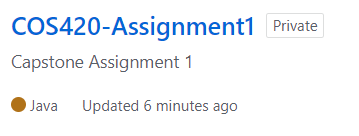 COS420-Assignment1 Private
Capstone Assignment 1
Java Updated 6 minutes ago